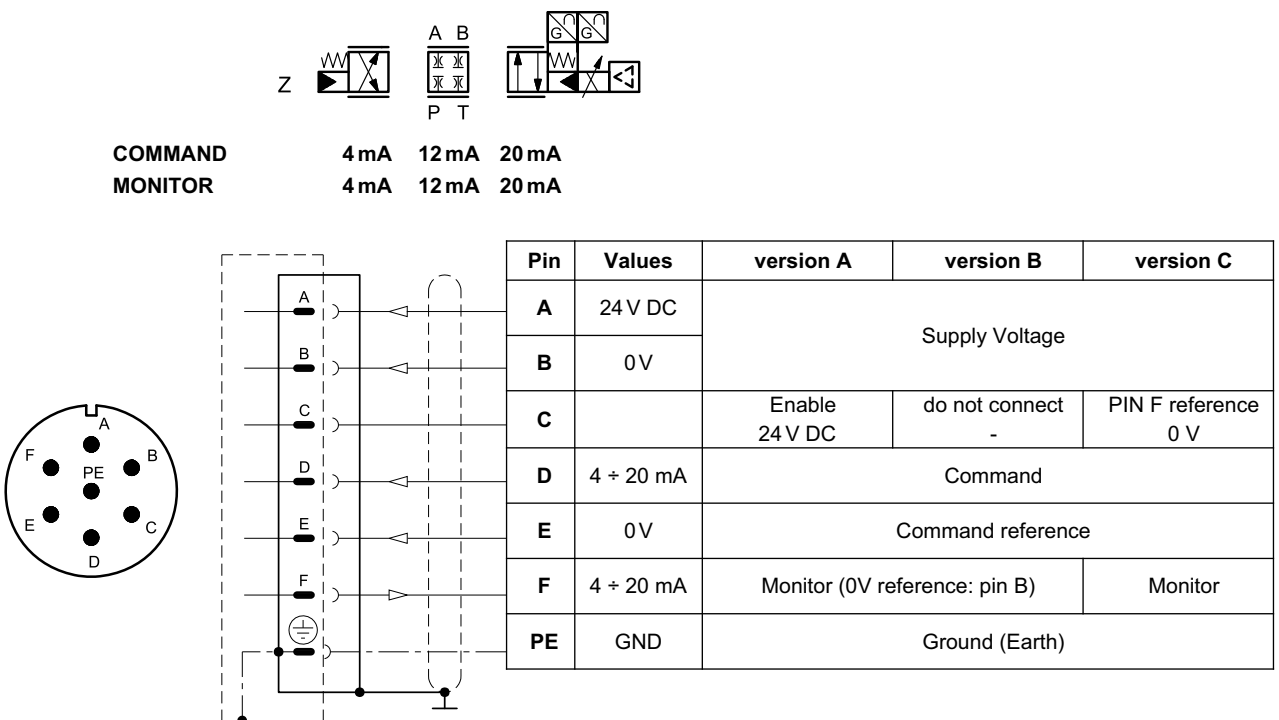 A B
G G
Z
P T
COMMAND 4 mA 12 mA 20 mA
MONITOR 4 mA 12 mA 20 mA
Pin Values version A version B version C
A 24 V DC Supply Voltage
B 0 V
C Enable 24 V DC do not connect - PIN F reference 0 V
D 4 ÷ 20 mA Command
E 0 V Command reference
F 4 ÷ 20 mA Monitor (0V reference: pin B) Monitor
PE GND Ground (Earth)
A
B
C
D
E
F
A
F B
PE
E C
D